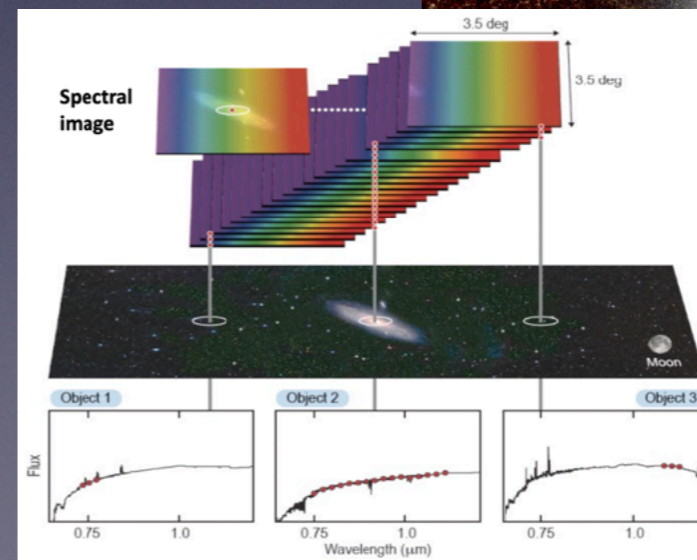 3.5 deg
3.5 deg
Spectral
image
Moon
Object 1
Object 2
Object 3
Flux
0.75
1.0
0.75
1.0
0.75
1.0
Wavelength (μm)